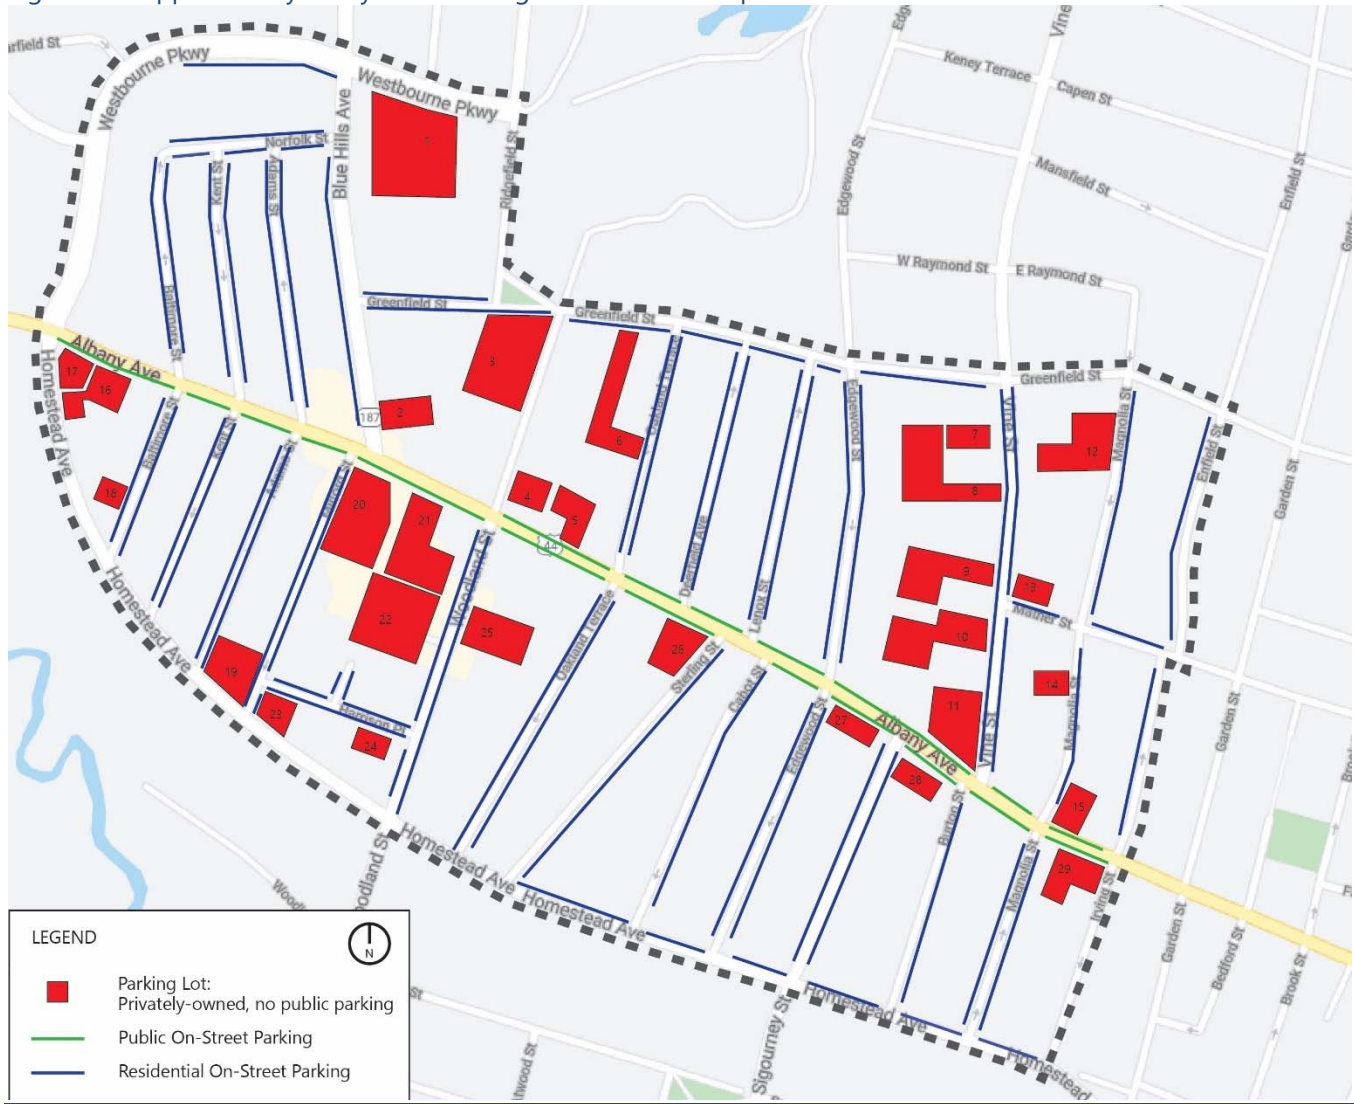 arfield St
Westbourne Pkwy
Westbourne Pkwy
Edgewood St
Vine
Keney Terrace
Capen St
Mansfield St
Enfield St
Norfolk St
Kent St
Adams St
Blue Hills Ave
Ridgefield St
1
W Raymond St
E Raymond St
Baltimore St
Greenfield St
Greenfield St
Greenfield St
Albany Ave
Homestead Ave
17
16
187
2
3
6
Oakland Terrace
Edgewood St
Vine St
7
8
12
Magnolia St
Enfield St
Garden St
Baltimore St
Kent St
Adams St
18
20
21
4
5
44
Woodland St
Deerfield Ave
Lenox St
9
13
Mather St
10
Homestead Ave
22
25
Oakland Terrace
26
Sterling St
Cabot St
Edgewood St
27
Albany Ave
11
Vine St
14
Magnolia St
Garden St
19
23
Harrison Pl
24
28
Burton St
15
29
Magnolia St
Irving St
Homestead Ave
Homestead Ave
Homestead Ave
Homestead
oodland St
Sigourney St
Garden St
Bedford St
Brook St
St
LEGEND
N
Parking Lot:
Privately-owned, no public parking
Public On-Street Parking
Residential On-Street Parking